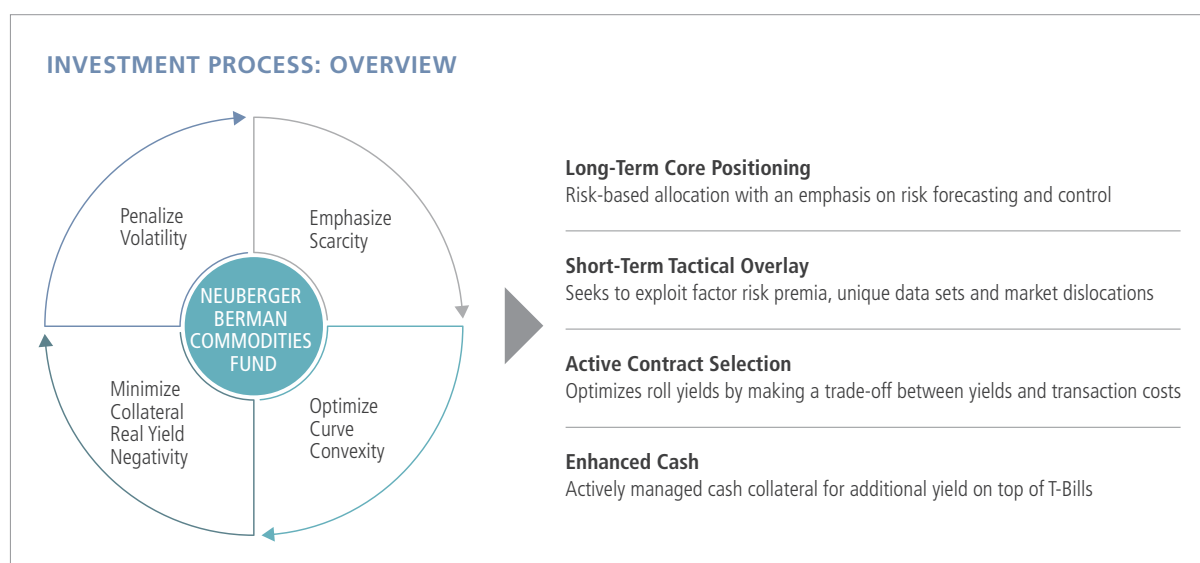 INVESTMENT PROCESS: OVERVIEW
Penalize
Volatility
Emphasize
Scarcity
NEUBERGER
BERMAN
COMMODITIES
FUND
Minimize
Collateral
Real Yield
Negativity
Optimize
Curve
Convexity
Long-Term Core Positioning
Risk-based allocation with an emphasis on risk forecasting and control
Short-Term Tactical Overlay
Seeks to exploit factor risk premia, unique data sets and market dislocations
Active Contract Selection
Optimizes roll yields by making a trade-off between yields and transaction costs
Enhanced Cash
Actively managed cash collateral for additional yield on top of T-Bills